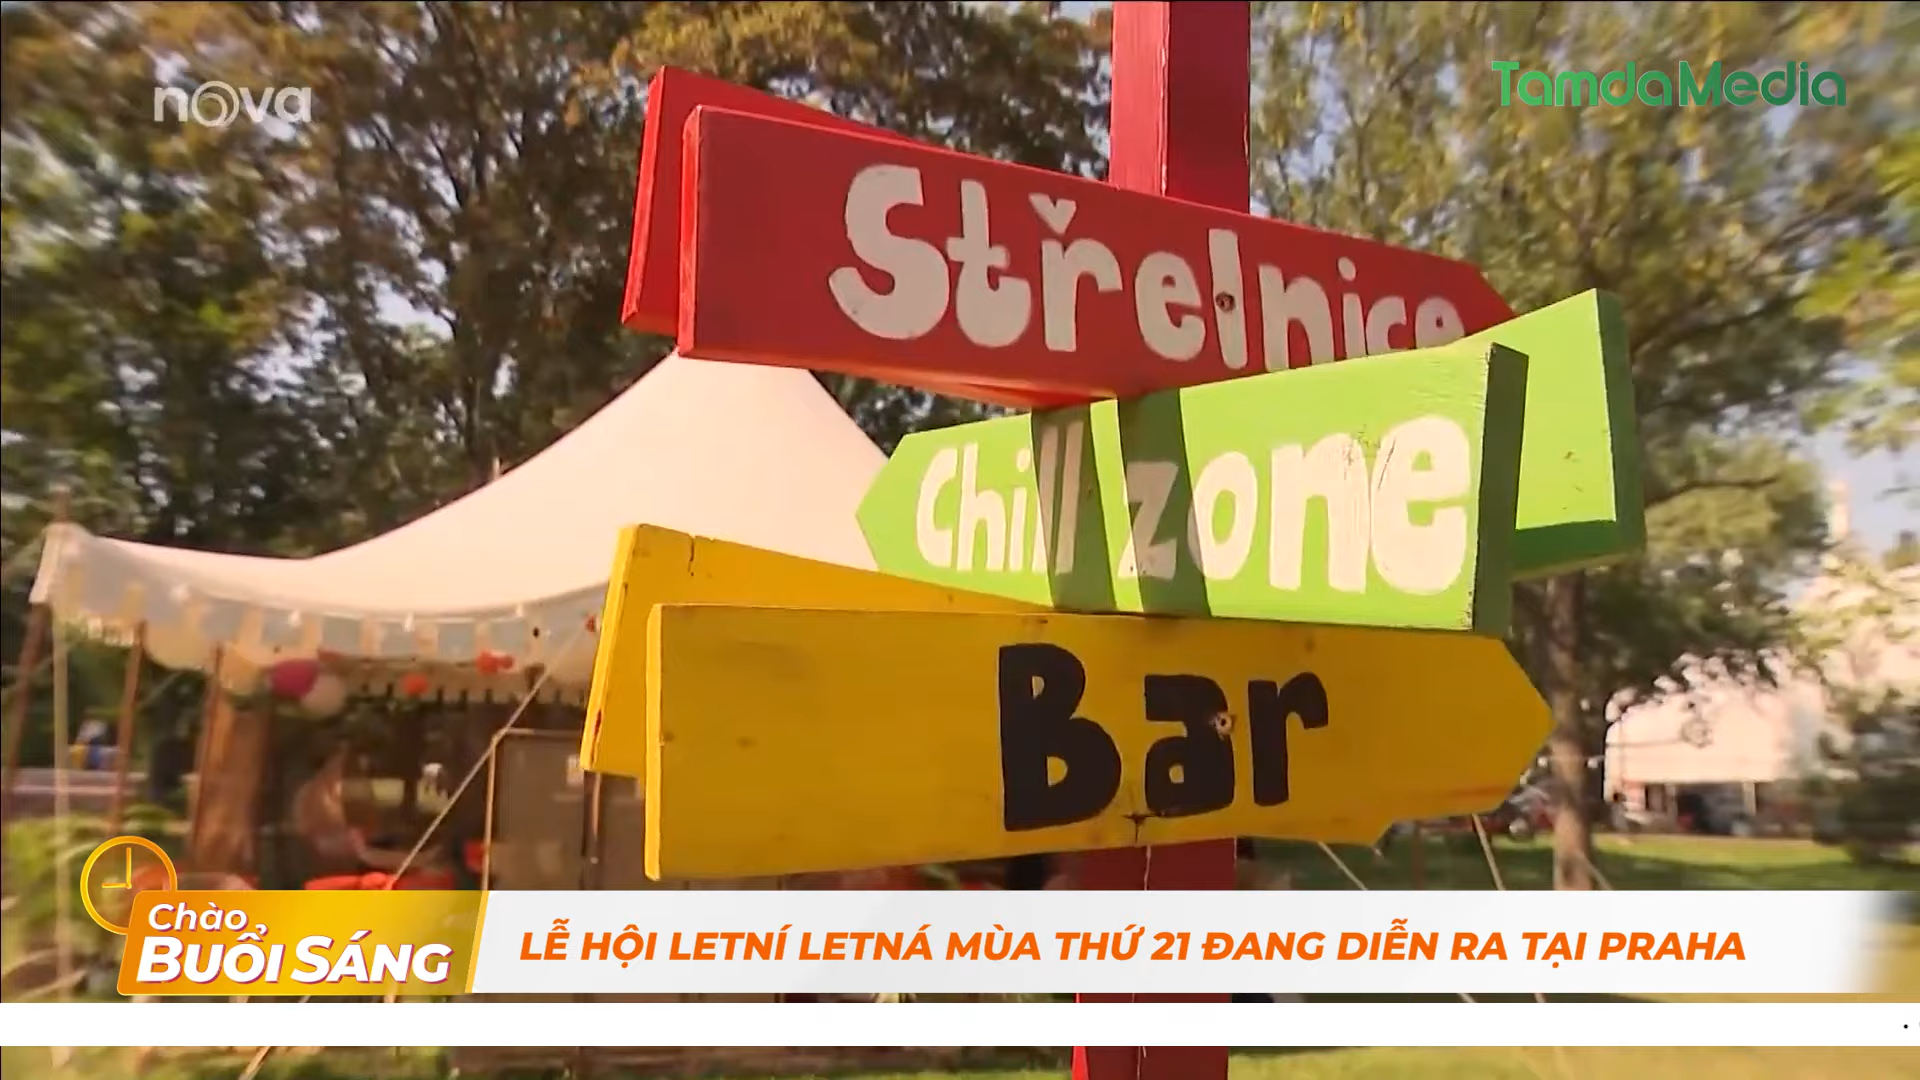 nova
TamdaMedia
Střelnice
Chill zone
Bar
Chào
BUỔI SÁNG
LỄ HỘI LETNÍ LETNÁ MÙA THỨ 21 ĐANG DIỄN RA TẠI PRAHA